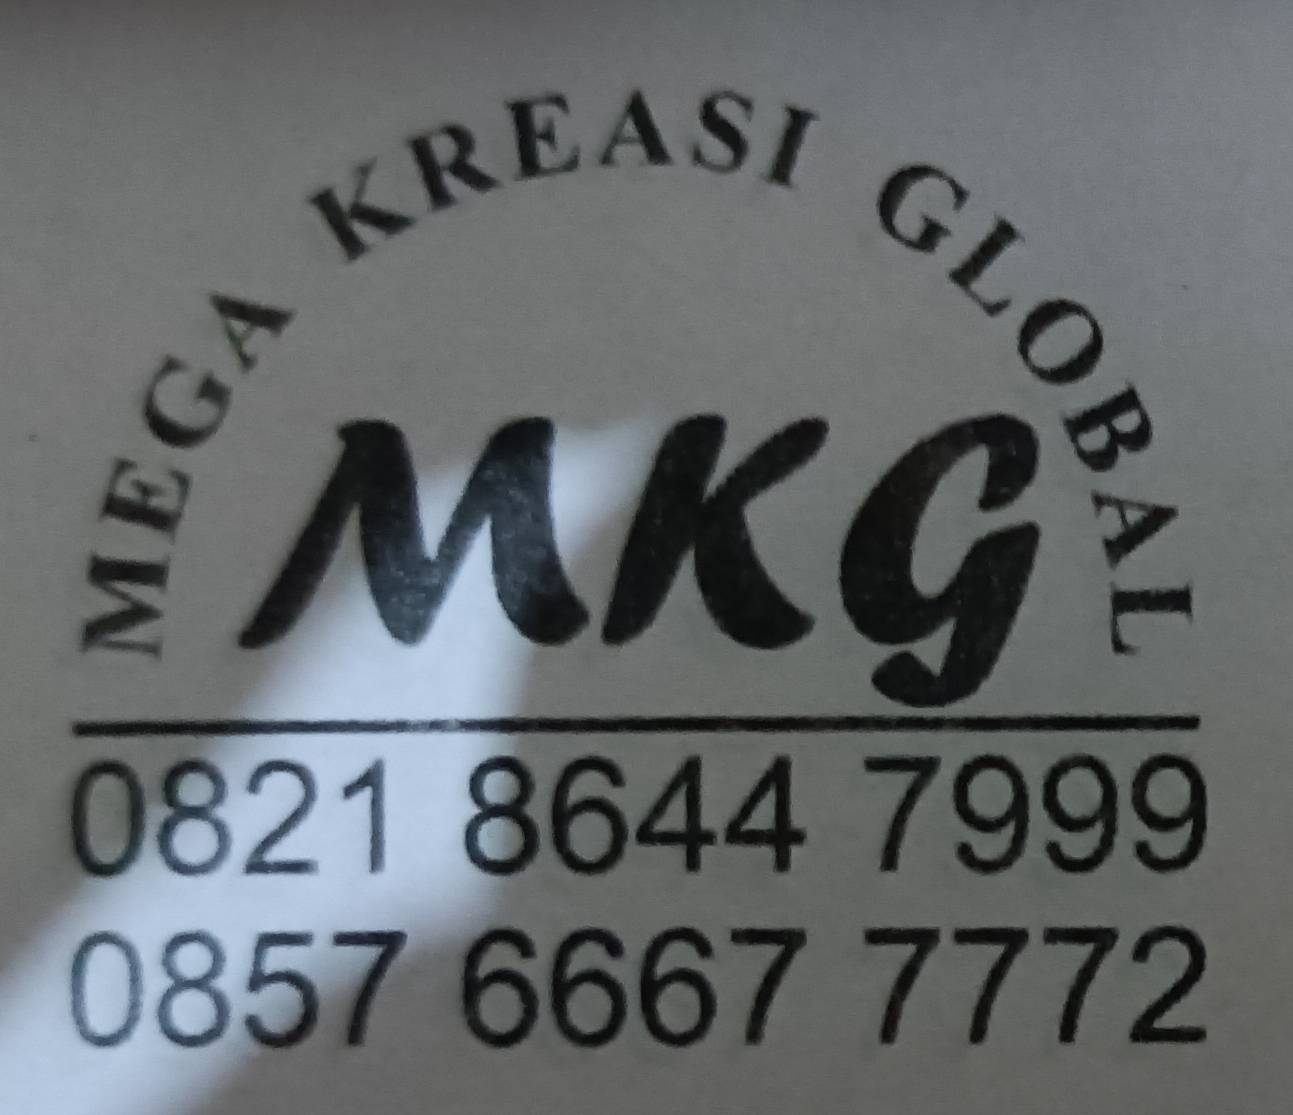 MEGA KREASI GLOBAL
MKG
0821 8644 7999
0857 6667 7772